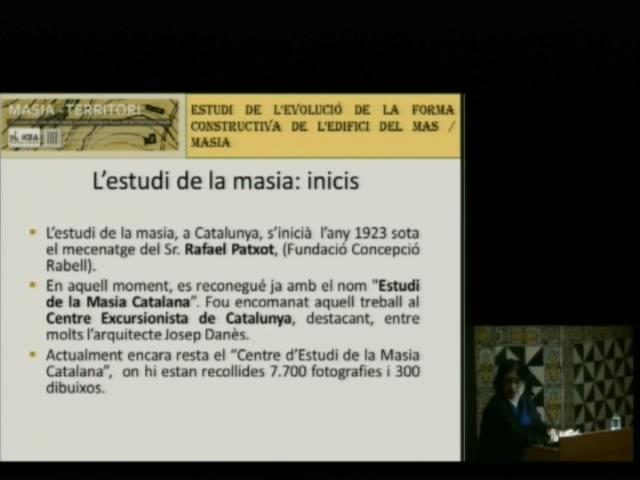 MASIA - TERRITORI
ICEA
ESTUDI DE L'EVOLUCIÓ DE LA FORMA
CONSTRUCTIVA DE L'EDIFICI DEL MAS /
MASIA
L'estudi de la masia: inicis
L'estudi de la masia, a Catalunya, s'inicià l'any 1923 sota
el mecenatge del Sr. Rafael Patxot, (Fundació Concepció
Rabell).
En aquell moment, es reconegué ja amb el nom "Estudi
de la Masia Catalana". Fou encomanat aquell treball al
Centre Excursionista de Catalunya, destacant, entre
molts l'arquitecte Josep Danès.
Actualment encara resta el "Centre d'Estudi de la Masia
Catalana", on hi estan recollides 7.700 fotografies i 300
dibuixos.